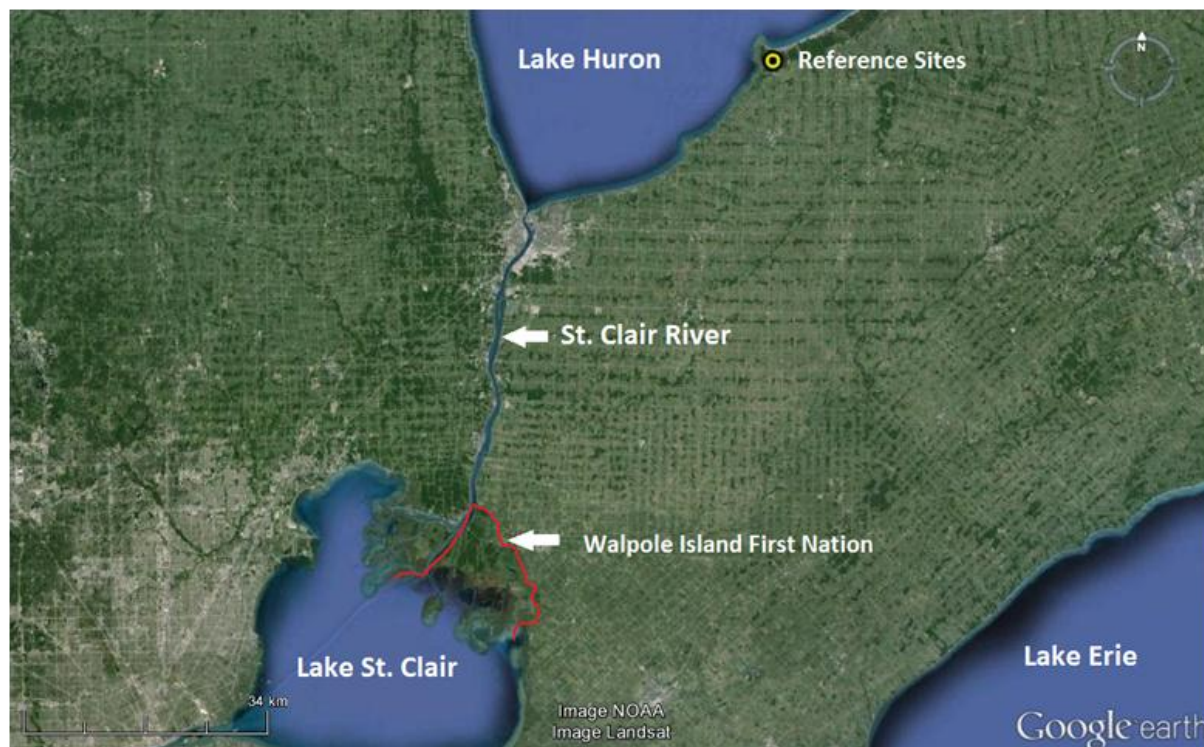 Lake Huron
Reference Sites
N
St. Clair River
Walpole Island First Nation
Lake St. Clair
Lake Erie
34 km
Image NOAA
Image Landsat
Google earth